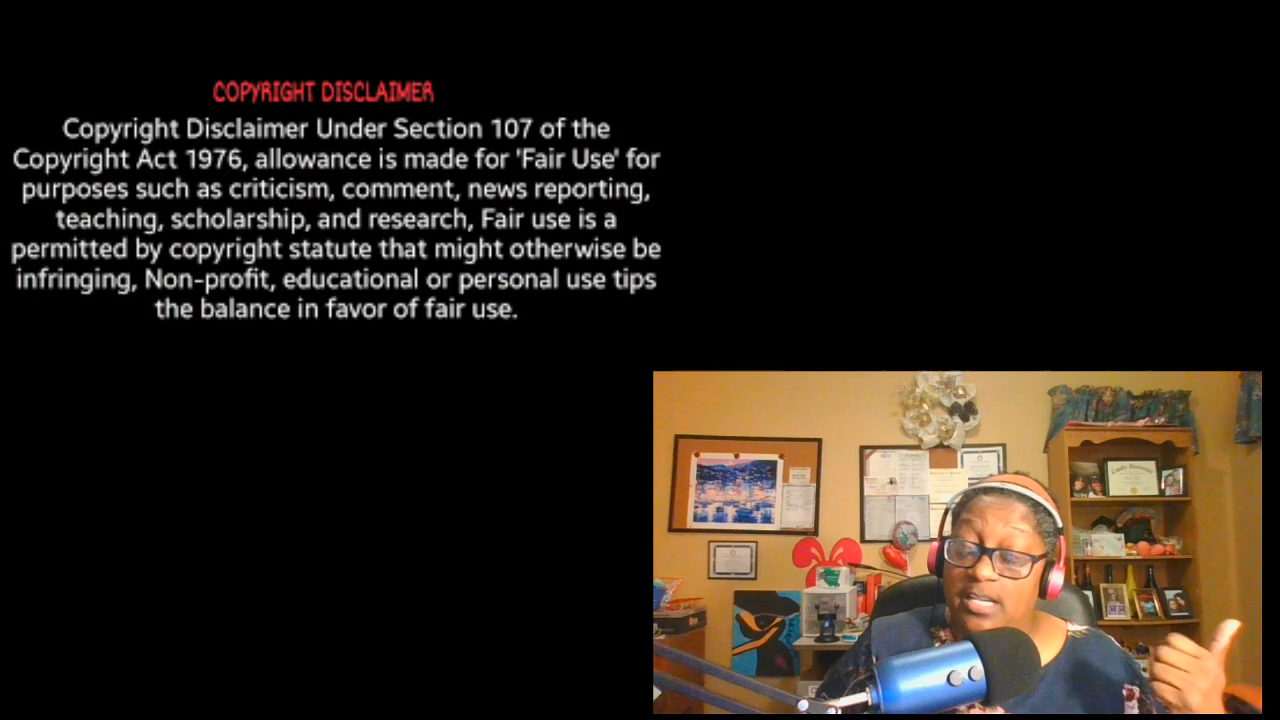 COPYRIGHT DISCLAIMER
Copyright Disclaimer Under Section 107 of the
Copyright Act 1976, allowance is made for 'Fair Use' for
purposes such as criticism, comment, news reporting,
teaching, scholarship, and research, Fair use is a
permitted by copyright statute that might otherwise be
infringing, Non-profit, educational or personal use tips
the balance in favor of fair use.